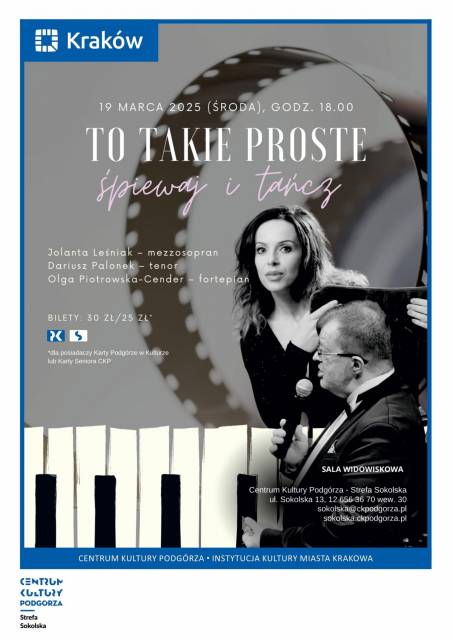 Kraków
19 MARCA 2025 (ŚRODA), GODZ. 18.00
TO TAKIE PROSTE
śpiewaj i tańcz
Jolanta Leśniak – mezzosopran
Dariusz Palonek – tenor
Olga Piotrowska-Cender – fortepian
BILETY: 30 ZŁ/25 ZŁ*
*dla posiadaczy Karty Podgórze w Kulturze
lub Karty Seniora CKP
SALA WIDOWISKOWA
Centrum Kultury Podgórza - Strefa Sokolska
ul. Sokolska 13, 12 656 36 70 wew. 30
sokolska@ckpodgorza.pl
sokolska.ckpodgorza.pl
CENTRUM KULTURY PODGÓRZA • INSTYTUCJA KULTURY MIASTA KRAKOWA
CENTRUM
KULTURY
PODGORZA
Strefa
Sokolska